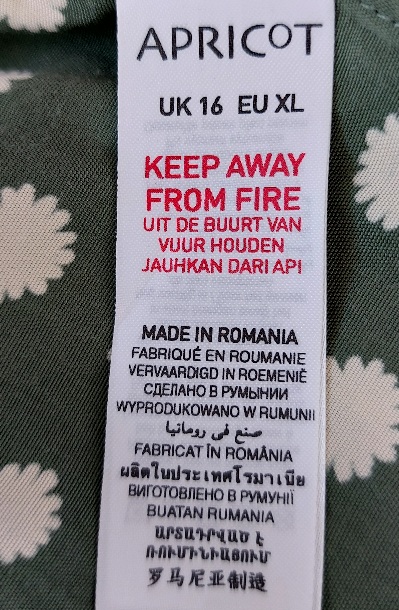 APRICOT
UK 16 EU XL
KEEP AWAY
FROM FIRE
UIT DE BUURT VAN
VUUR HOUDEN
JAUHKAN DARI API
MADE IN ROMANIA
FABRIQUÉ EN ROUMANIE
VERVAARDIGD IN ROEMENIË
СДЕЛАНО В РУМЫНИИ
WYPRODUKOWANO W RUMUNII
صنع في رومانيا
FABRICAT ÎN ROMÂNIA
ผลิตในประเทศโรมาเนีย
ВИГОТОВЛЕНО В РУМУНІЇ
BUATAN RUMANIA
ԱՐՏԱԴՐՎԱԾ Է
ՌՈՒՄԻՆԻԱՅՈՒՄ
罗马尼亚制造